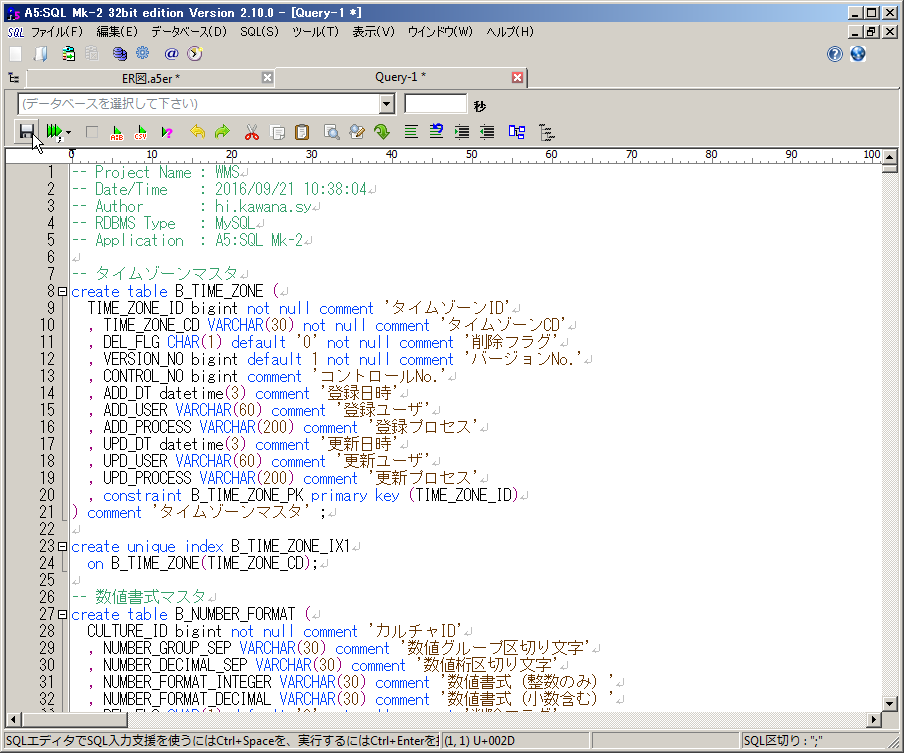 A5:SQL Mk-2 32bit edition Version 2.10.0 - [Query-1 *]
SQL ファイル(F) 編集(E) データベース(D) SQL(S) ツール(T) 表示(V) ウインドウ(W) ヘルプ(H)
ER図.a5er * Query-1 *
(データベースを選択して下さい) 秒
0 10 20 30 40 50 60 70 80 90 100
1 -- Project Name : WMS
2 -- Date/Time : 2016/09/21 10:38:04
3 -- Author : hi.kawana.sy
4 -- RDBMS Type : MySQL
5 -- Application : A5:SQL Mk-2
6
7 -- タイムゾーンマスタ
8 create table B_TIME_ZONE (
9 TIME_ZONE_ID bigint not null comment 'タイムゾーンID'
10 , TIME_ZONE_CD VARCHAR(30) not null comment 'タイムゾーンCD'
11 , DEL_FLG CHAR(1) default '0' not null comment '削除フラグ'
12 , VERSION_NO bigint default 1 not null comment 'バージョンNo.'
13 , CONTROL_NO bigint comment 'コントロールNo.'
14 , ADD_DT datetime(3) comment '登録日時'
15 , ADD_USER VARCHAR(60) comment '登録ユーザ'
16 , ADD_PROCESS VARCHAR(200) comment '登録プロセス'
17 , UPD_DT datetime(3) comment '更新日時'
18 , UPD_USER VARCHAR(60) comment '更新ユーザ'
19 , UPD_PROCESS VARCHAR(200) comment '更新プロセス'
20 , constraint B_TIME_ZONE_PK primary key (TIME_ZONE_ID)
21 ) comment 'タイムゾーンマスタ' ;
22
23 create unique index B_TIME_ZONE_IX1
24 on B_TIME_ZONE(TIME_ZONE_CD);
25
26 -- 数値書式マスタ
27 create table B_NUMBER_FORMAT (
28 CULTURE_ID bigint not null comment 'カルチャID'
29 , NUMBER_GROUP_SEP VARCHAR(30) comment '数値グループ区切り文字'
30 , NUMBER_DECIMAL_SEP VARCHAR(30) comment '数値桁区切り文字'
31 , NUMBER_FORMAT_INTEGER VARCHAR(30) comment '数値書式（整数のみ）'
32 , NUMBER_FORMAT_DECIMAL VARCHAR(30) comment '数値書式（小数含む）'
SQLエディタでSQL入力支援を使うにはCtrl+Spaceを、実行するにはCtrl+Enterを (1, 1) U+002D SQL区切り : ";"